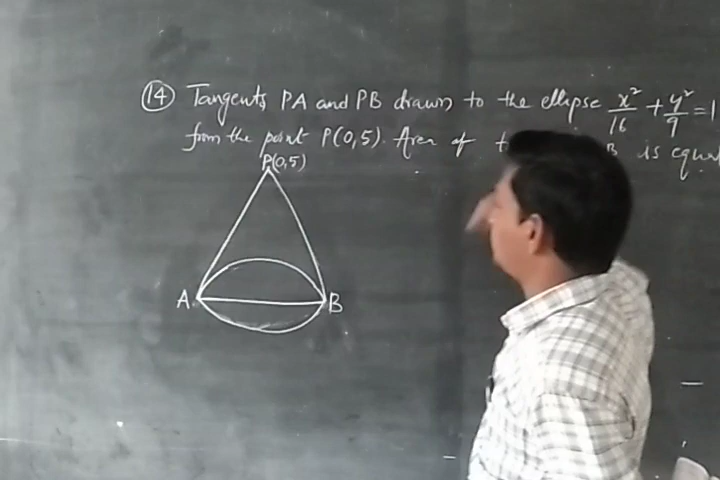 (14) Tangents PA and PB drawn to the ellipse x²/16 + y²/9 = 1
from the point P(0,5). Area of t B is equal
P(0,5)
A B